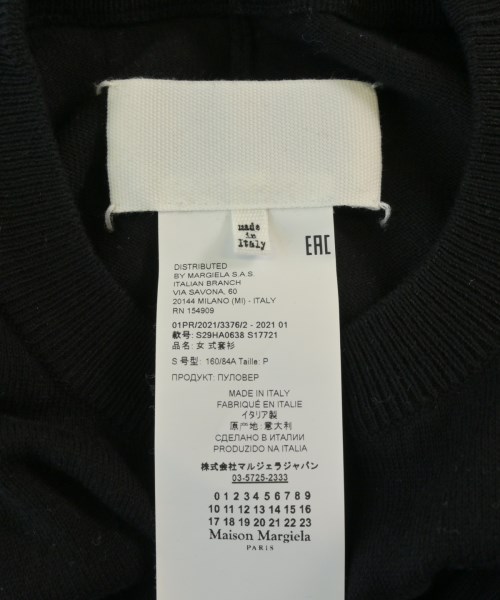 made
in
Italy
EAC
DISTRIBUTED
BY MARGIELA S.A.S
ITALIAN BRANCH
VIA SAVONA, 60
20144 MILANO (MI) - ITALY
RN 154909
01PR/2021/3376/2 - 2021 01
款号: S29HA0638 S17721
品名: 女 式套衫
S 号型: 160/84A Taille: P
ПРОДУКТ: ПУЛОВЕР
MADE IN ITALY
FABRIQUÉ EN ITALIE
イタリア製
原产地: 意大利
СДЕЛАНО В ИТАЛИИ
PRODUZIDO NA ITALIA
株式会社マルジェラジャパン
03-5725-2333
0 1 2 3 4 5 6 7 8 9
10 11 12 13 14 15 16
17 18 19 20 21 22 23
Maison Margiela
PARIS